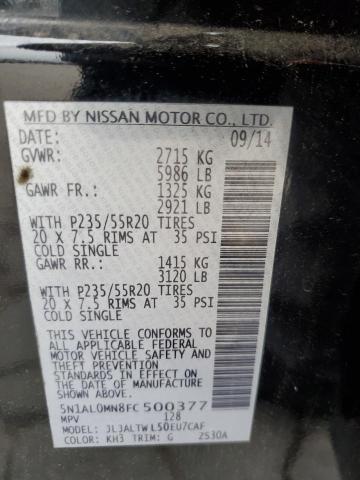 MFD BY NISSAN MOTOR CO., LTD.
DATE: 09/14
GVWR: 2715 KG
5986 LB
GAWR FR.: 1325 KG
2921 LB
WITH P235/55R20 TIRES
20 X 7.5 RIMS AT 35 PSI
COLD SINGLE
GAWR RR.: 1415 KG
3120 LB
WITH P235/55R20 TIRES
20 X 7.5 RIMS AT 35 PSI
COLD SINGLE
THIS VEHICLE CONFORMS TO
ALL APPLICABLE FEDERAL
MOTOR VEHICLE SAFETY AND
THEFT PREVENTION
STANDARDS IN EFFECT ON
THE DATE OF MANUFACTURE
SHOWN ABOVE.
5N1AL0MN8FC500377
MPV 128
MODEL: JLJALTWL50EU7CAF
COLOR: KH3 TRIM: G ZS30A